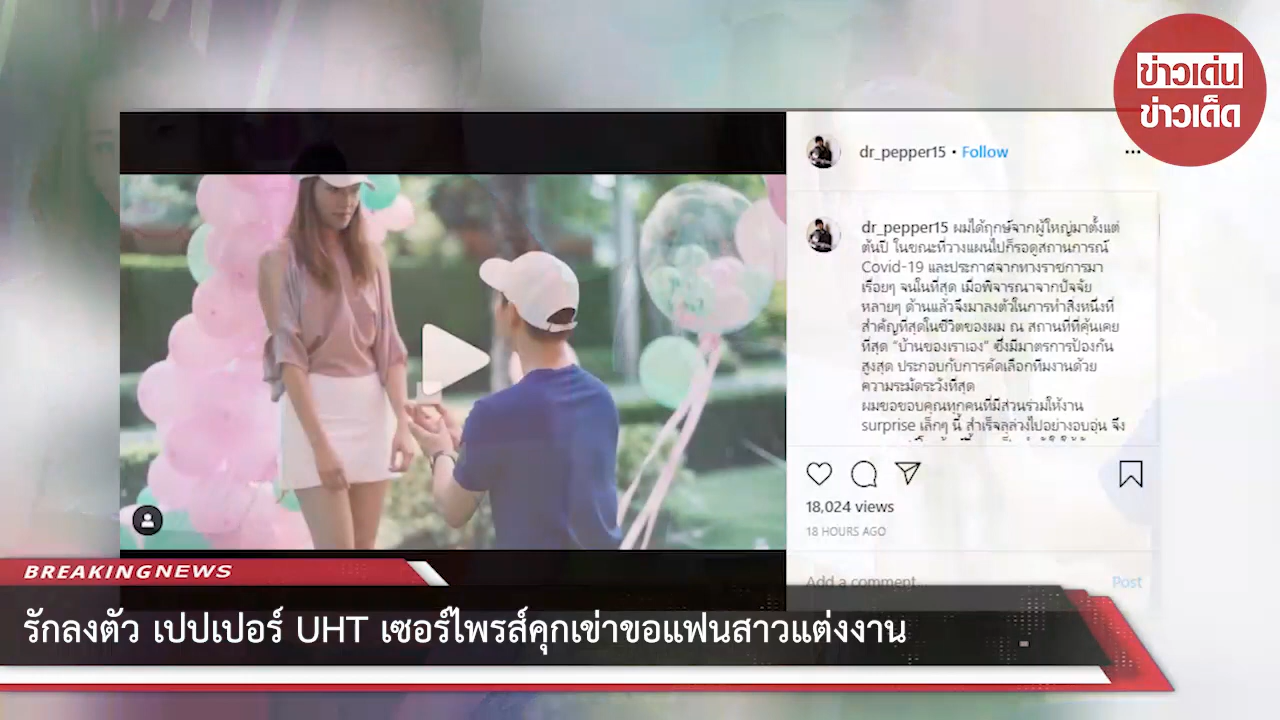 ข่าวเด่น
ข่าวเด็ด
dr_pepper15 • Follow
dr_pepper15 ผมได้ฤกษ์จากผู้ใหญ่มาตั้งแต่
ต้นปี ในขณะที่วางแผนไปก็รอดูสถานการณ์
Covid-19 และประกาศจากทางราชการมา
เรื่อยๆ จนในที่สุด เมื่อพิจารณาจากปัจจัย
หลายๆ ด้านแล้วจึงมาลงตัวในการทำสิ่งหนึ่งที่
สำคัญที่สุดในชีวิตของผม ณ สถานที่ที่คุ้นเคย
ที่สุด “บ้านของเราเอง” ซึ่งมีมาตรการป้องกัน
สูงสุด ประกอบกับการคัดเลือกทีมงานด้วย
ความระมัดระวังที่สุด
ผมขอขอบคุณทุกคนที่มีส่วนร่วมให้งาน
surprise เล็กๆ นี้ สำเร็จลุล่วงไปอย่างอบอุ่น จึง
18,024 views
18 HOURS AGO
Add a comment...
Post
BREAKINGNEWS
รักลงตัว เปปเปอร์ UHT เซอร์ไพรส์คุกเข่าขอแฟนสาวแต่งงาน